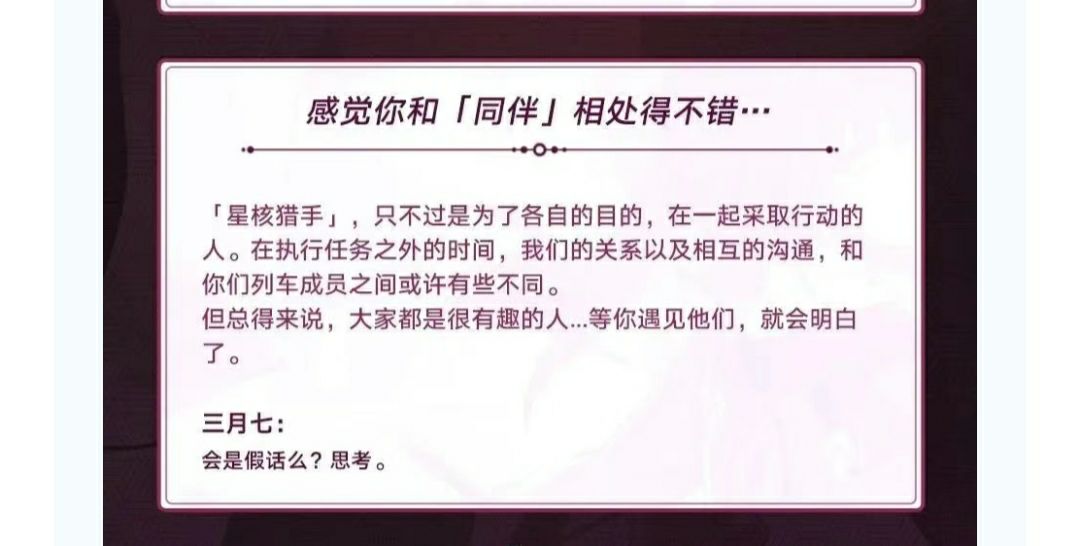 感觉你和「同伴」相处得不错…
「星核猎手」，只不过是为了各自的目的，在一起采取行动的
人。在执行任务之外的时间，我们的关系以及相互的沟通，和
你们列车成员之间或许有些不同。
但总得来说，大家都是很有趣的人...等你遇见他们，就会明白
了。
三月七：
会是假话么？思考。